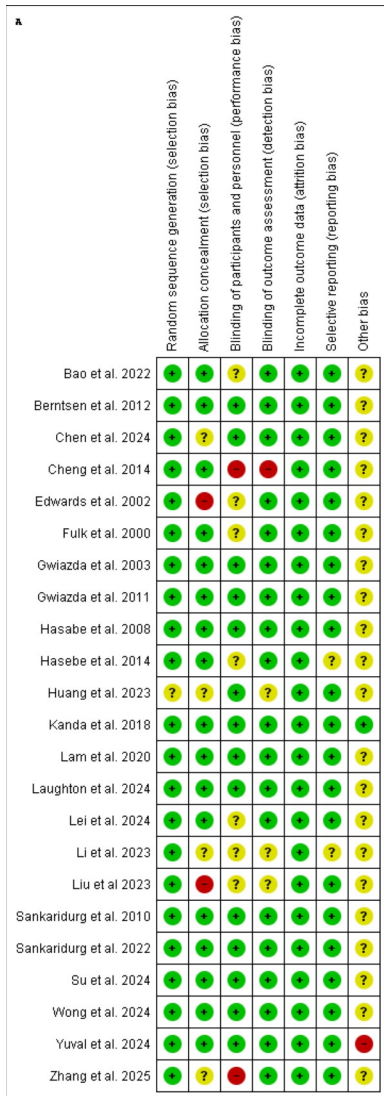 A
Random sequence generation (selection bias)
Allocation concealment (selection bias)
Blinding of participants and personnel (performance bias)
Blinding of outcome assessment (detection bias)
Incomplete outcome data (attrition bias)
Selective reporting (reporting bias)
Other bias
Bao et al. 2022 + + ? + + + ?
Berntsen et al. 2012 + + + + + + ?
Chen et al. 2024 + ? + + + + ?
Cheng et al. 2014 + + - - + + ?
Edwards et al. 2002 + - ? + + + ?
Fulk et al. 2000 + + ? + + + ?
Gwiazda et al. 2003 + + + + + + ?
Gwiazda et al. 2011 + + + + + + ?
Hasabe et al. 2008 + + + + + + ?
Hasebe et al. 2014 + + ? + + ? ?
Huang et al. 2023 ? ? + ? + + ?
Kanda et al. 2018 + + + + + + +
Lam et al. 2020 + + + + + + ?
Laughton et al. 2024 + + + + + + ?
Lei et al. 2024 + + ? + + + ?
Li et al. 2023 + ? ? ? + ? ?
Liu et al 2023 + - ? ? + + ?
Sankaridurg et al. 2010 + + + + + + ?
Sankaridurg et al. 2022 + + + + + + ?
Su et al. 2024 + + + + + + ?
Wong et al. 2024 + + + + + + ?
Yuval et al. 2024 + + + + + + -
Zhang et al. 2025 + ? - + + + ?